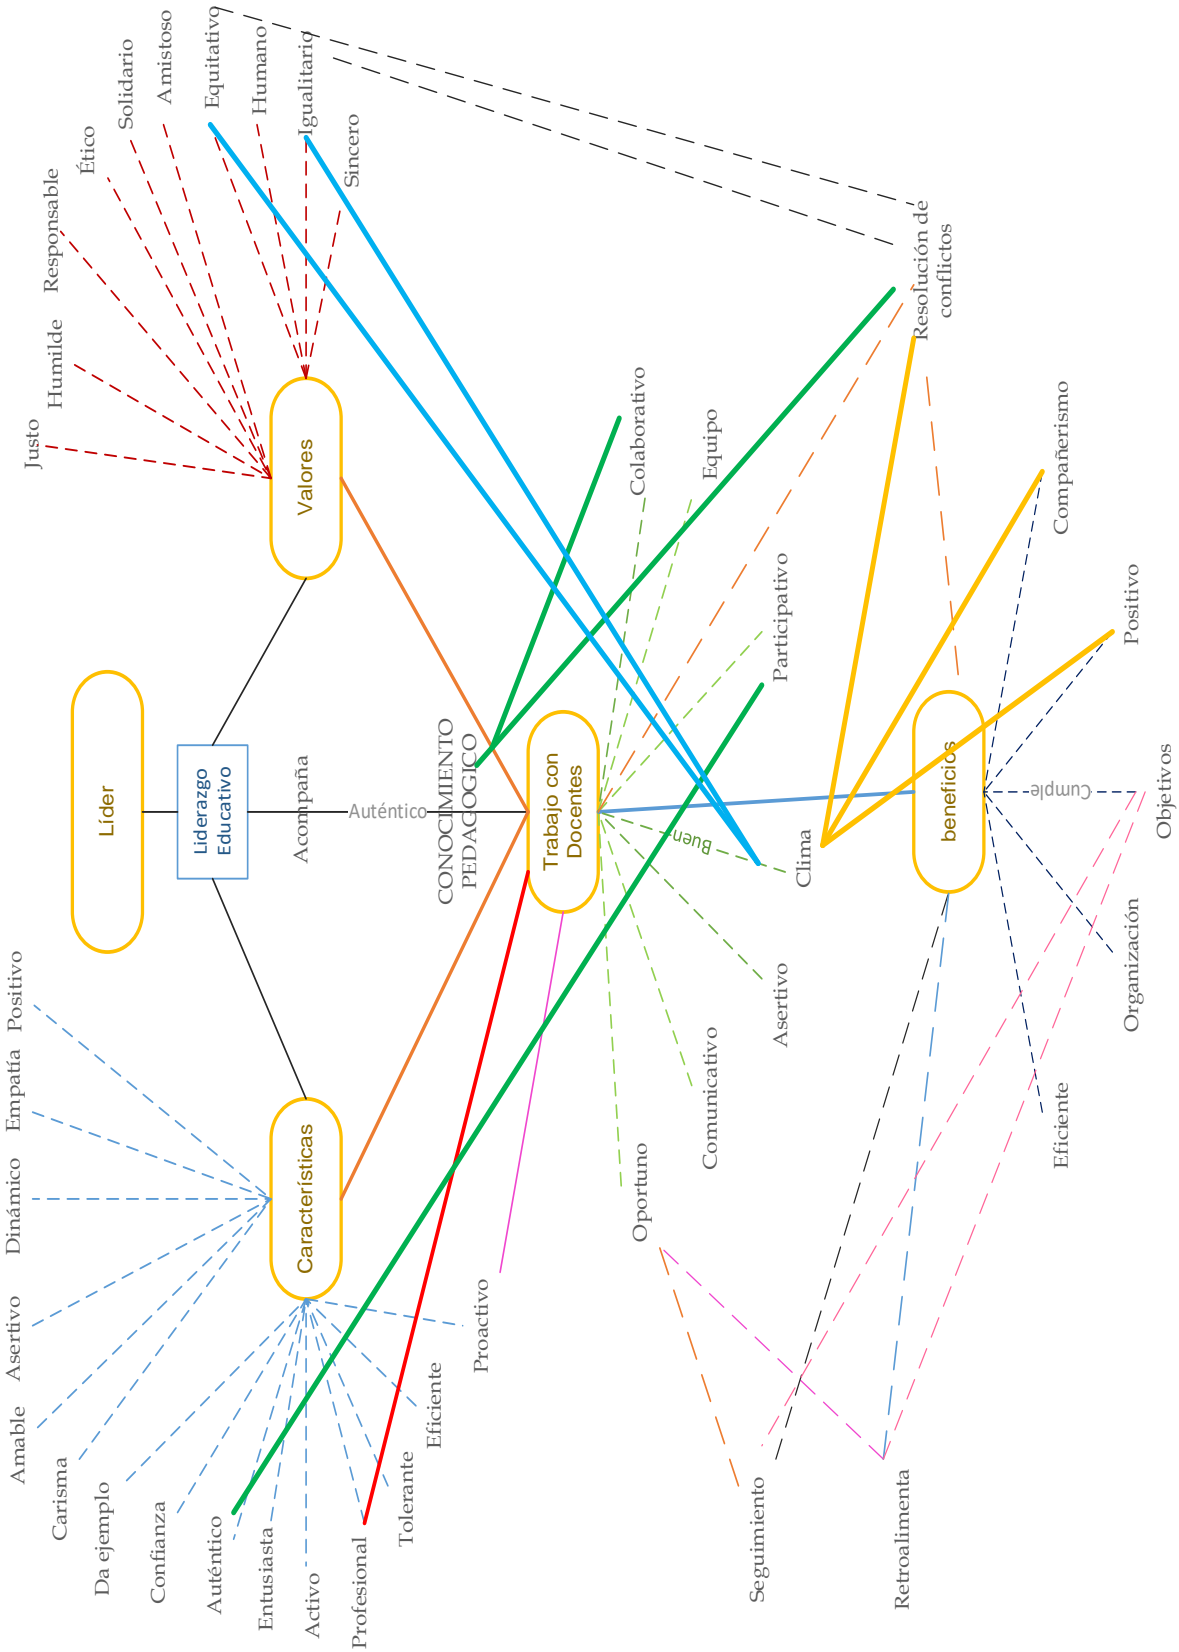 Líder
Liderazgo
Educativo
Acompaña
Auténtico
CONOCIMIENTO
PEDAGOGICO
Valores
Justo
Humilde
Responsable
Ético
Solidario
Amistoso
Equitativo
Humano
Igualitario
Sincero
Características
Positivo
Empatía
Dinámico
Asertivo
Amable
Carisma
Da ejemplo
Confianza
Auténtico
Entusiasta
Activo
Profesional
Tolerante
Eficiente
Proactivo
Trabajo con
Docentes
Colaborativo
Equipo
Participativo
Buen
Clima
Asertivo
Comunicativo
Oportuno
Resolución de
conflictos
beneficios
Compañerismo
Positivo
Cumple
Objetivos
Organización
Eficiente
Seguimiento
Retroalimenta